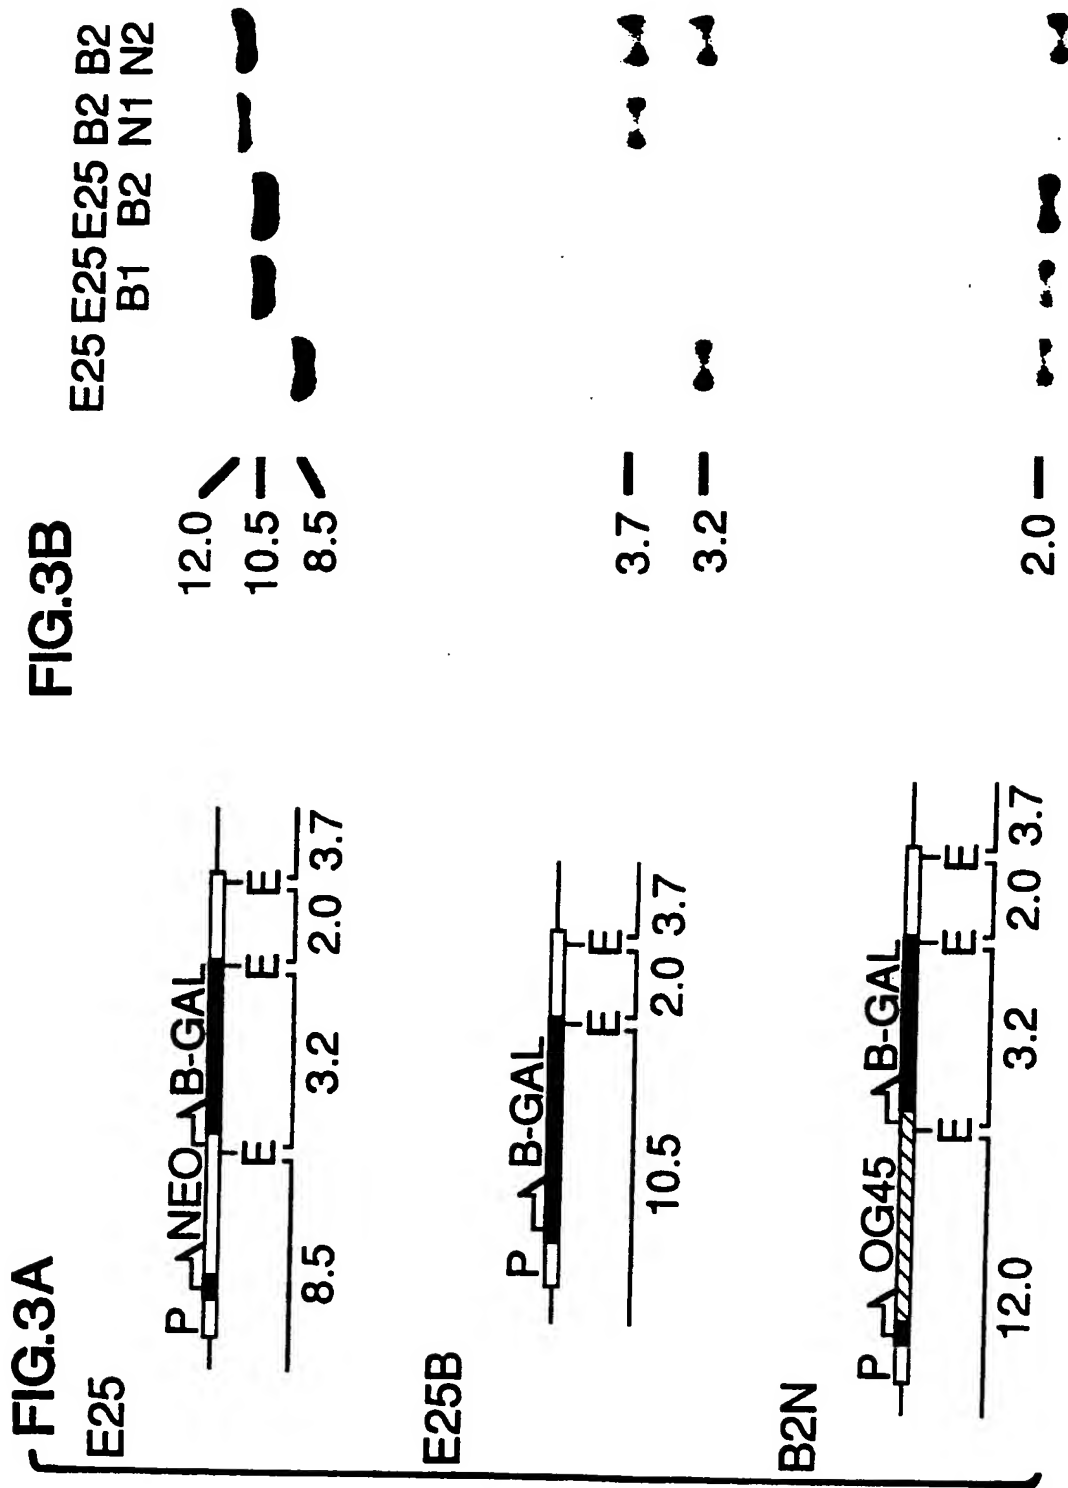 FIG.3A
E25
P NEO B-GAL
E E E
8.5 3.2 2.0 3.7
E25B
P B-GAL
E E
10.5 2.0 3.7
B2N
P OG45 B-GAL
E E E
12.0 3.2 2.0 3.7
FIG.3B
E25 E25 E25 B2 B2
B1 B2 N1 N2
12.0
10.5
8.5
3.7
3.2
2.0